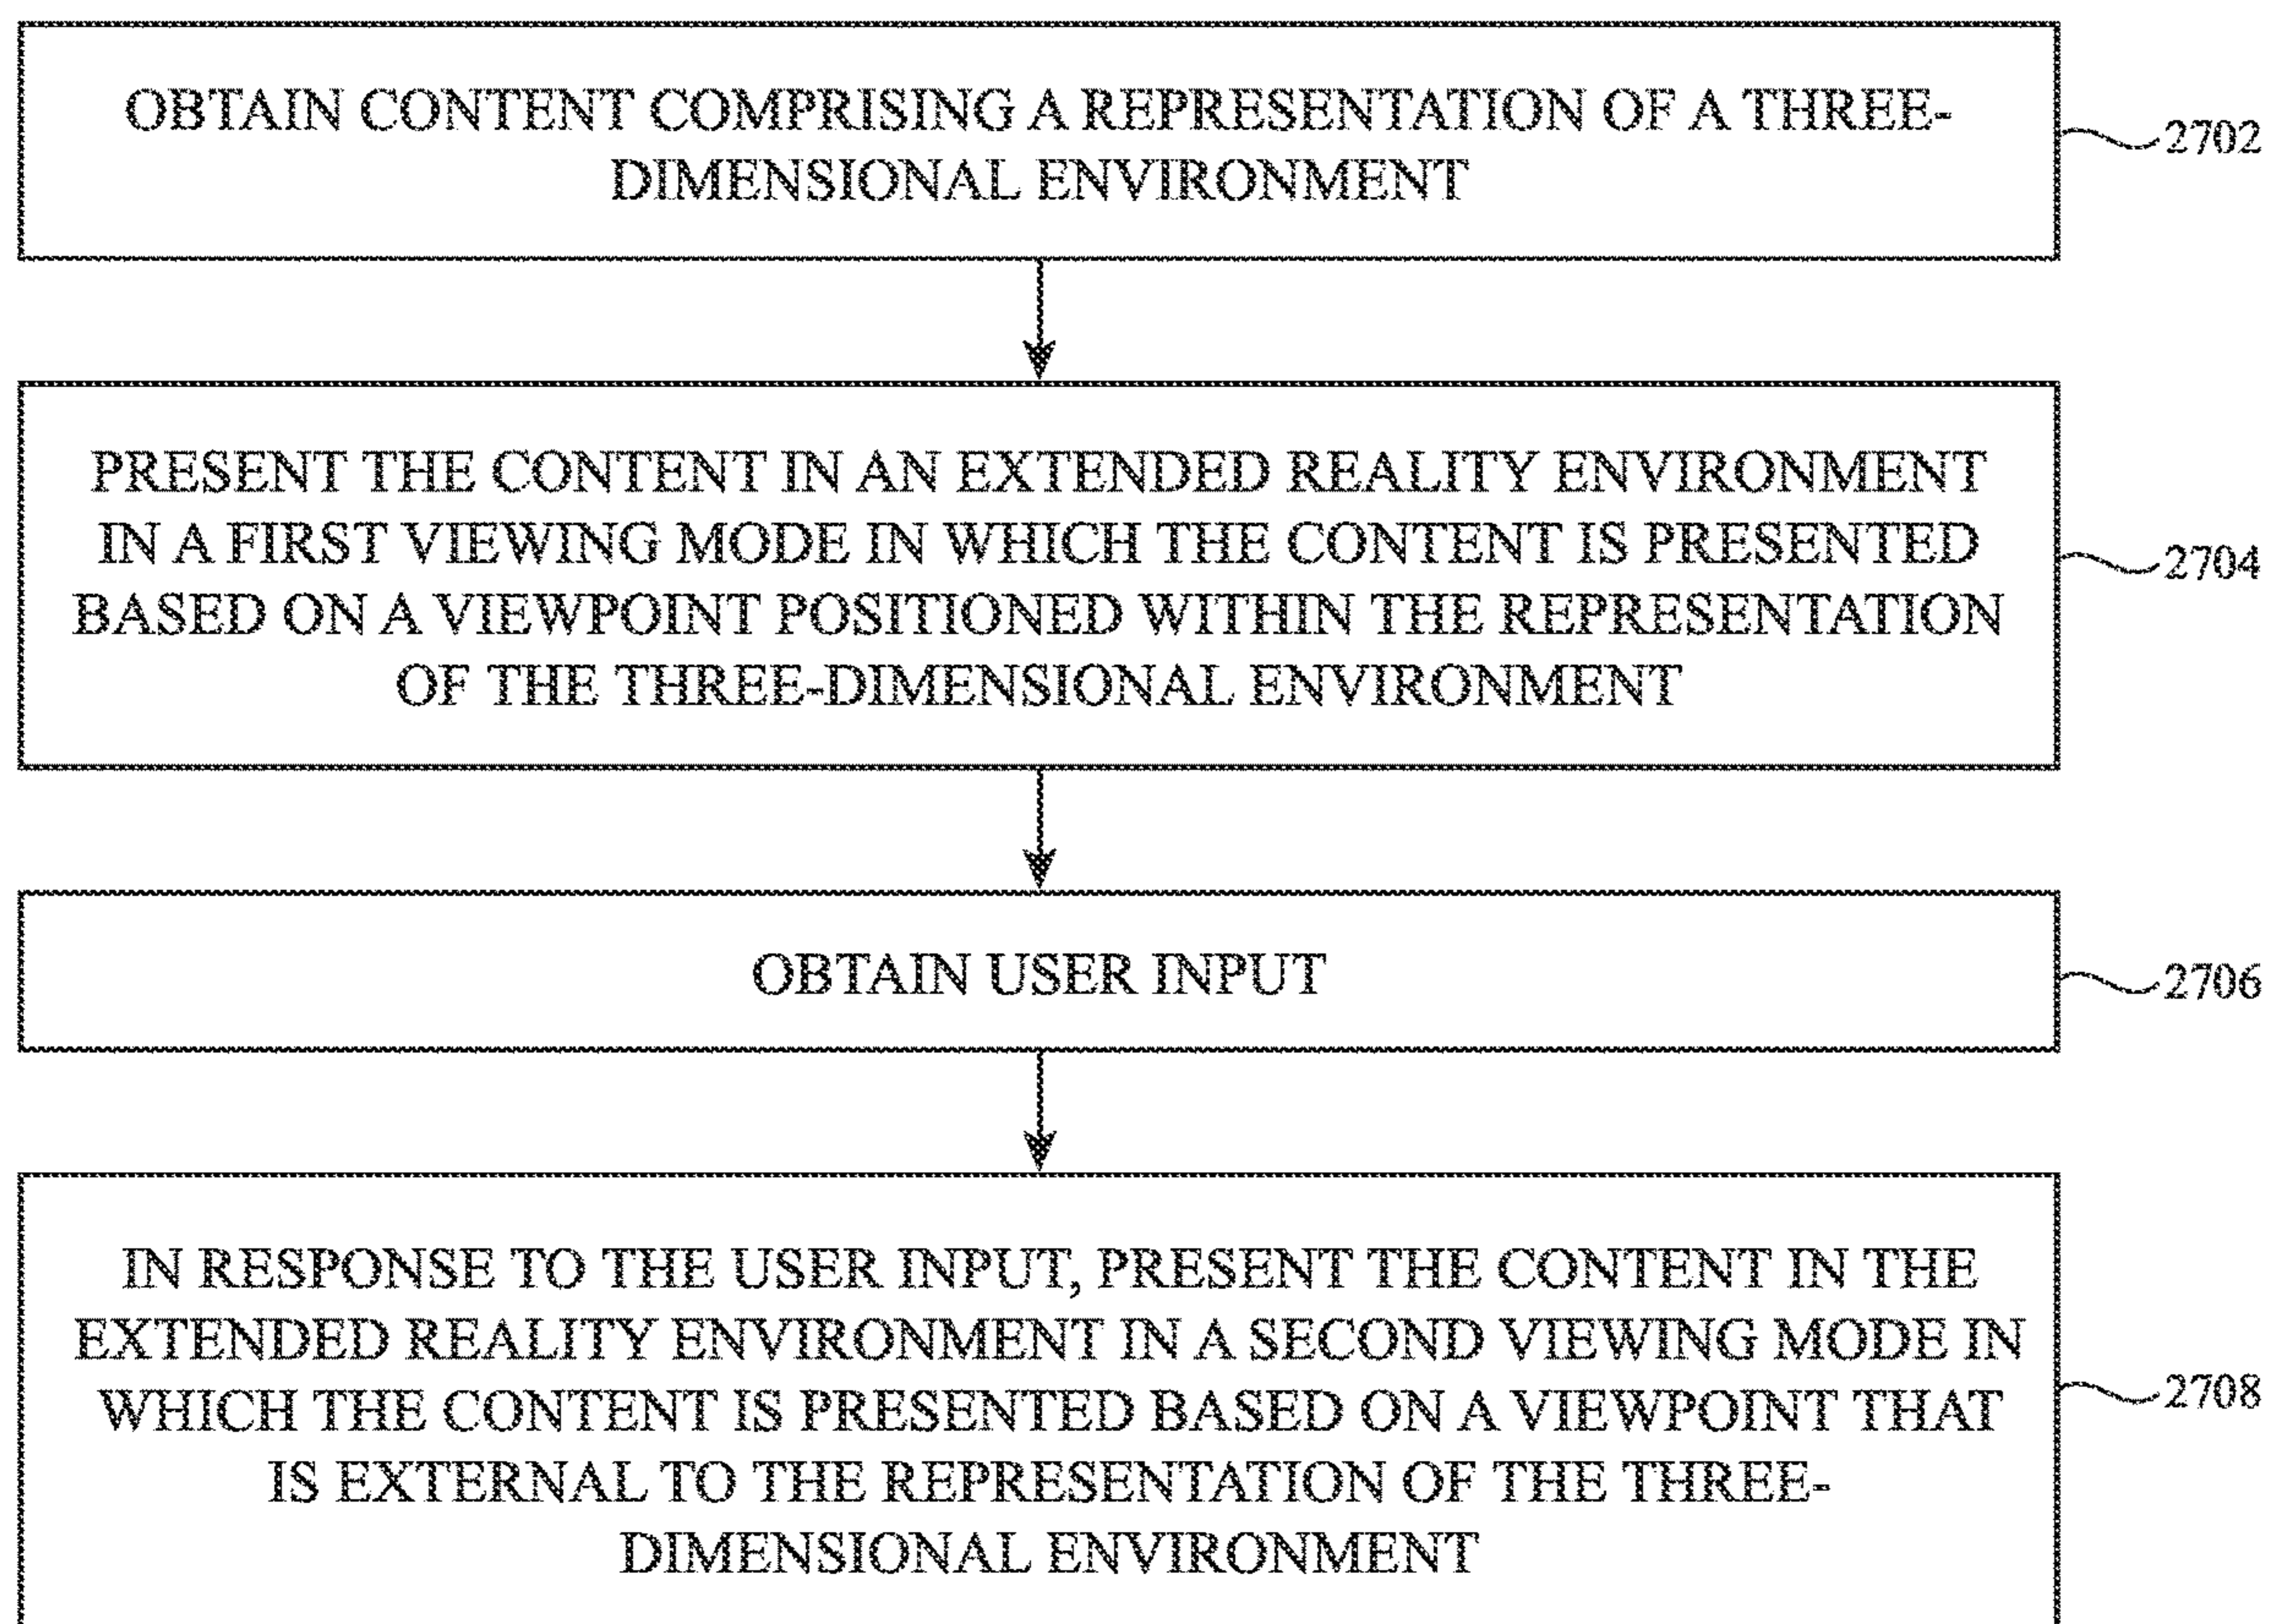 OBTAIN CONTENT COMPRISING A REPRESENTATION OF A THREE-
DIMENSIONAL ENVIRONMENT
2702
PRESENT THE CONTENT IN AN EXTENDED REALITY ENVIRONMENT
IN A FIRST VIEWING MODE IN WHICH THE CONTENT IS PRESENTED
BASED ON A VIEWPOINT POSITIONED WITHIN THE REPRESENTATION
OF THE THREE-DIMENSIONAL ENVIRONMENT
2704
OBTAIN USER INPUT
2706
IN RESPONSE TO THE USER INPUT, PRESENT THE CONTENT IN THE
EXTENDED REALITY ENVIRONMENT IN A SECOND VIEWING MODE IN
WHICH THE CONTENT IS PRESENTED BASED ON A VIEWPOINT THAT
IS EXTERNAL TO THE REPRESENTATION OF THE THREE-
DIMENSIONAL ENVIRONMENT
2708